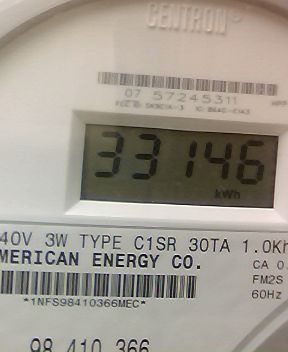 CENTRON
07 57245311
33146
kWh
40V 3W TYPE C1SR 30TA 1.0Kh
MERICAN ENERGY CO.
CA 0.
FM2S
60Hz
*1NFS98410366MEC*
98 410 366